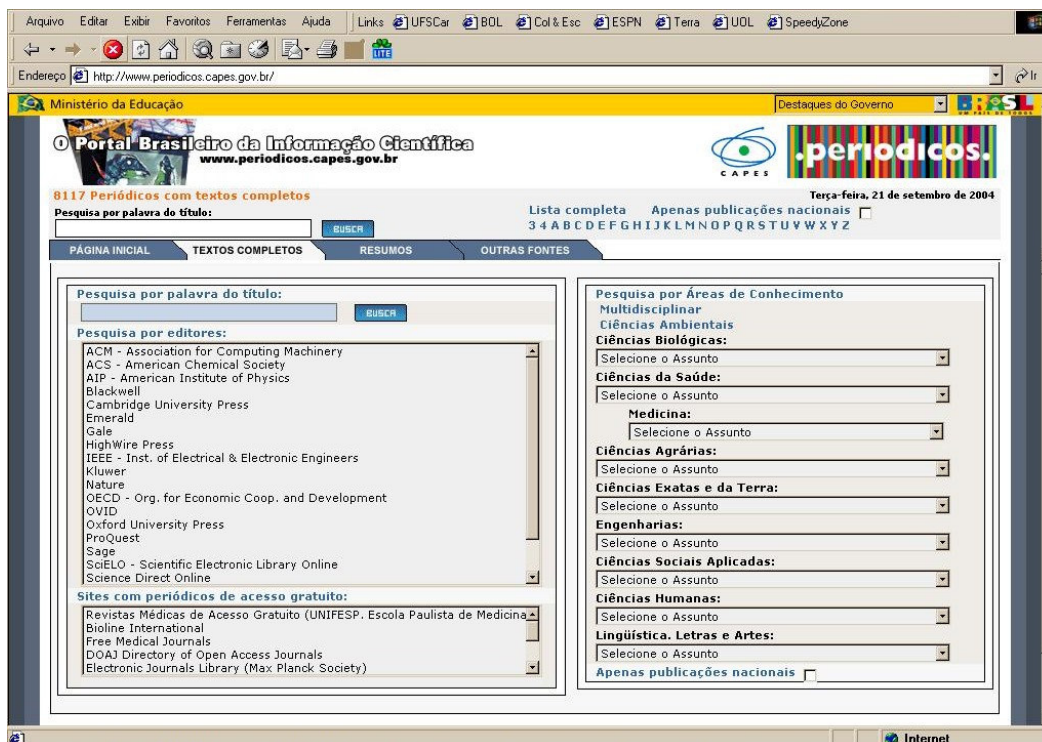 Arquivo Editar Exibir Favoritos Ferramentas Ajuda Links UFSCar BOL Col & Esc ESPN Terra UOL SpeedyZone
LITE
Endereço http://www.periodicos.capes.gov.br/ Ir
Ministério da Educação Destaques do Governo BRASIL
UM PAÍS DE TODOS
O Portal Brasileiro da Informação Científica
www.periodicos.capes.gov.br
CAPES .periodicos.
8117 Periódicos com textos completos Terça-feira, 21 de setembro de 2004
Pesquisa por palavra do título: Lista completa Apenas publicações nacionais
BUSCA 3 4 A B C D E F G H I J K L M N O P Q R S T U V W X Y Z
PÁGINA INICIAL TEXTOS COMPLETOS RESUMOS OUTRAS FONTES
Pesquisa por palavra do título:
BUSCA
Pesquisa por editores:
ACM - Association for Computing Machinery
ACS - American Chemical Society
AIP - American Institute of Physics
Blackwell
Cambridge University Press
Emerald
Gale
HighWire Press
IEEE - Inst. of Electrical & Electronic Engineers
Kluwer
Nature
OECD - Org. for Economic Coop. and Development
OVID
Oxford University Press
ProQuest
Sage
SciELO - Scientific Electronic Library Online
Science Direct Online
Sites com periódicos de acesso gratuito:
Revistas Médicas de Acesso Gratuito (UNIFESP. Escola Paulista de Medicina
Bioline International
Free Medical Journals
DOAJ Directory of Open Access Journals
Electronic Journals Library (Max Planck Society)
Pesquisa por Áreas de Conhecimento
Multidisciplinar
Ciências Ambientais
Ciências Biológicas:
Selecione o Assunto
Ciências da Saúde:
Selecione o Assunto
Medicina:
Selecione o Assunto
Ciências Agrárias:
Selecione o Assunto
Ciências Exatas e da Terra:
Selecione o Assunto
Engenharias:
Selecione o Assunto
Ciências Sociais Aplicadas:
Selecione o Assunto
Ciências Humanas:
Selecione o Assunto
Lingüística. Letras e Artes:
Selecione o Assunto
Apenas publicações nacionais
Internet